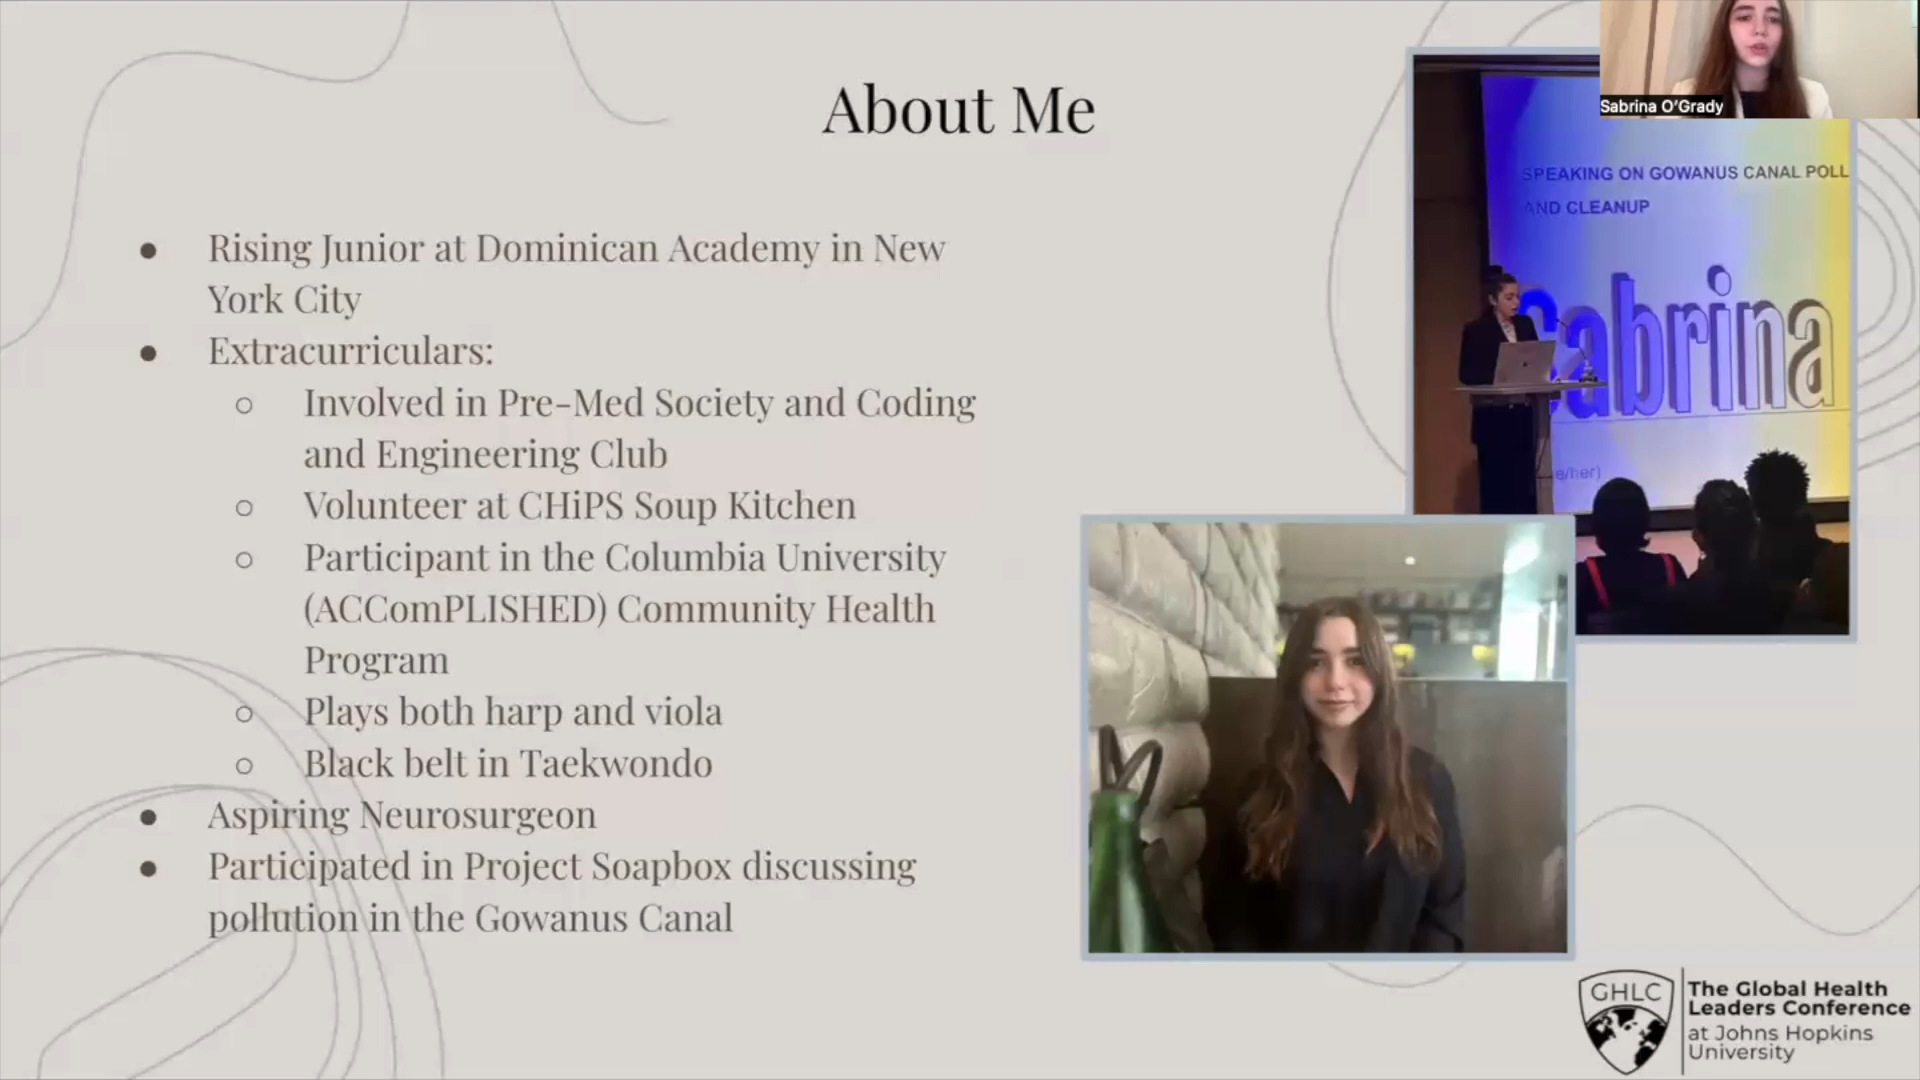 About Me
Sabrina O'Grady
SPEAKING ON GOWANUS CANAL POLL
AND CLEANUP
Sabrina
e/her)
● Rising Junior at Dominican Academy in New
York City
● Extracurriculars:
○ Involved in Pre-Med Society and Coding
and Engineering Club
○ Volunteer at CHiPS Soup Kitchen
○ Participant in the Columbia University
(ACComPLISHED) Community Health
Program
○ Plays both harp and viola
○ Black belt in Taekwondo
● Aspiring Neurosurgeon
● Participated in Project Soapbox discussing
pollution in the Gowanus Canal
GHLC
The Global Health
Leaders Conference
at Johns Hopkins
University